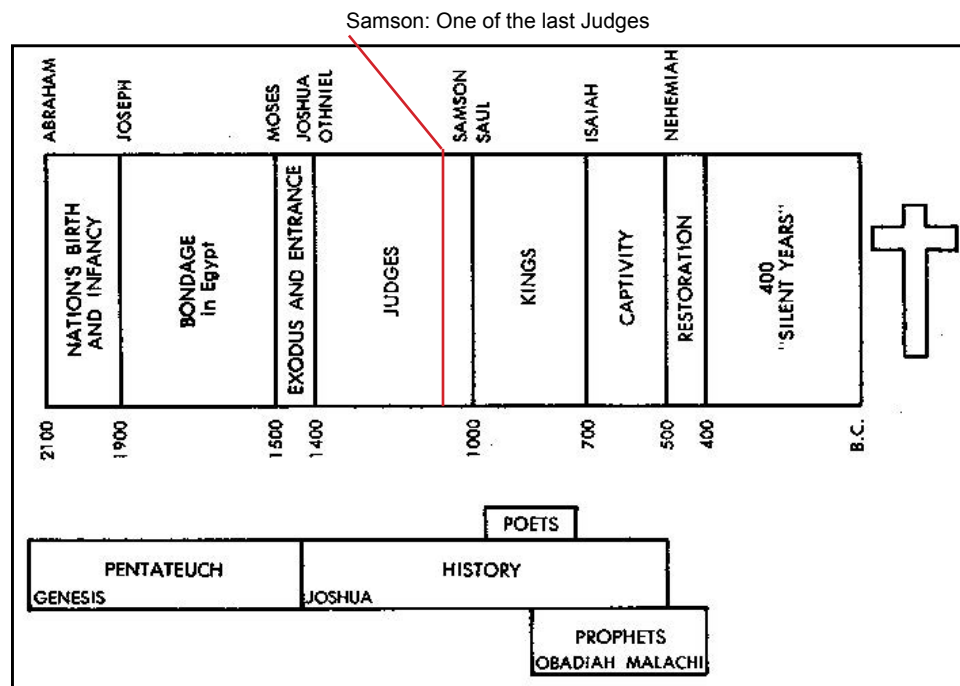 Samson: One of the last Judges
ABRAHAM
JOSEPH
MOSES
JOSHUA
OTHNIEL
SAMSON
SAUL
ISAIAH
NEHEMIAH
NATION'S BIRTH
AND INFANCY
BONDAGE
in Egypt
EXODUS AND ENTRANCE
JUDGES
KINGS
CAPTIVITY
RESTORATION
400
"SILENT YEARS"
2100
1900
1500
1400
1000
700
500
400
B.C.
POETS
PENTATEUCH
GENESIS
HISTORY
JOSHUA
PROPHETS
OBADIAH MALACHI